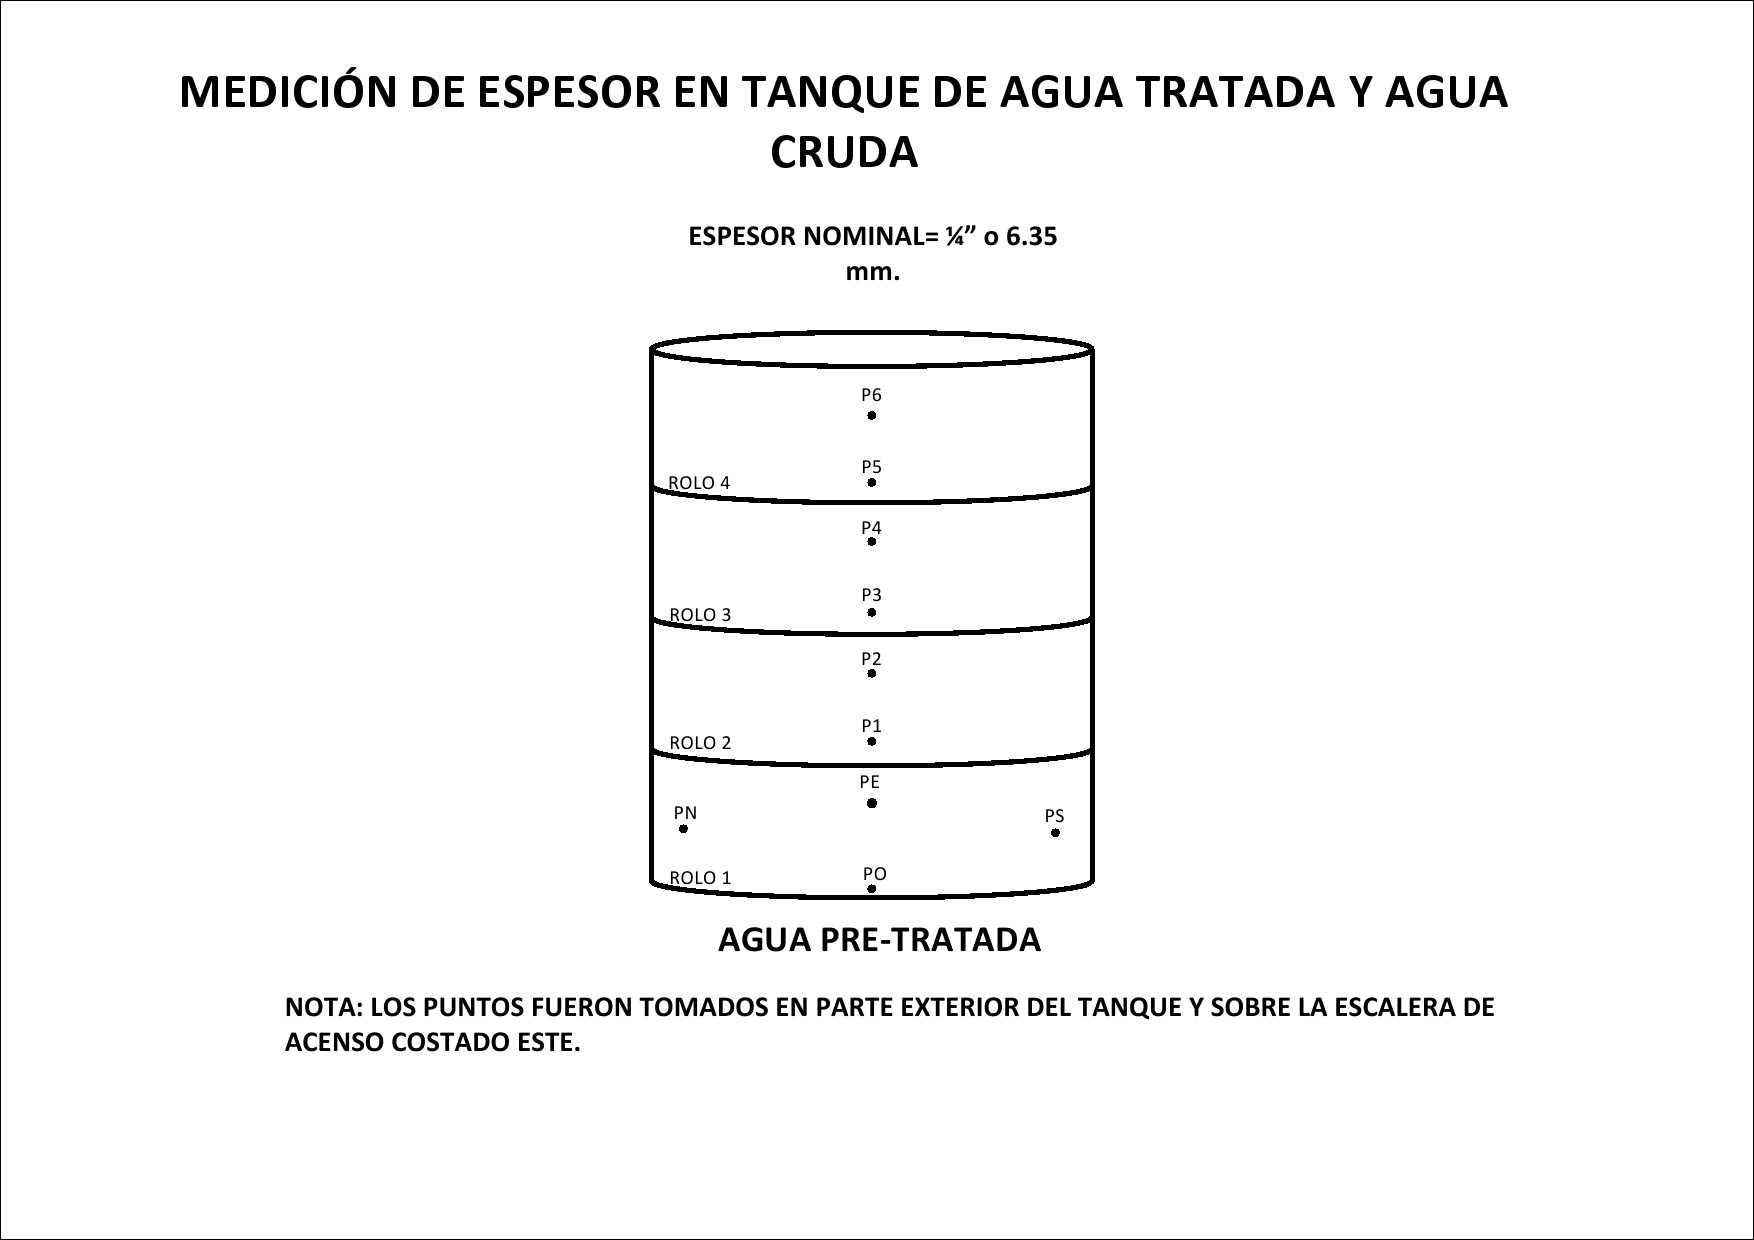 MEDICIÓN DE ESPESOR EN TANQUE DE AGUA TRATADA Y AGUA
CRUDA
ESPESOR NOMINAL= ¼” o 6.35
mm.
P6
P5
ROLO 4
P4
P3
ROLO 3
P2
P1
ROLO 2
PE
PN
PS
PO
ROLO 1
AGUA PRE-TRATADA
NOTA: LOS PUNTOS FUERON TOMADOS EN PARTE EXTERIOR DEL TANQUE Y SOBRE LA ESCALERA DE
ACENSO COSTADO ESTE.